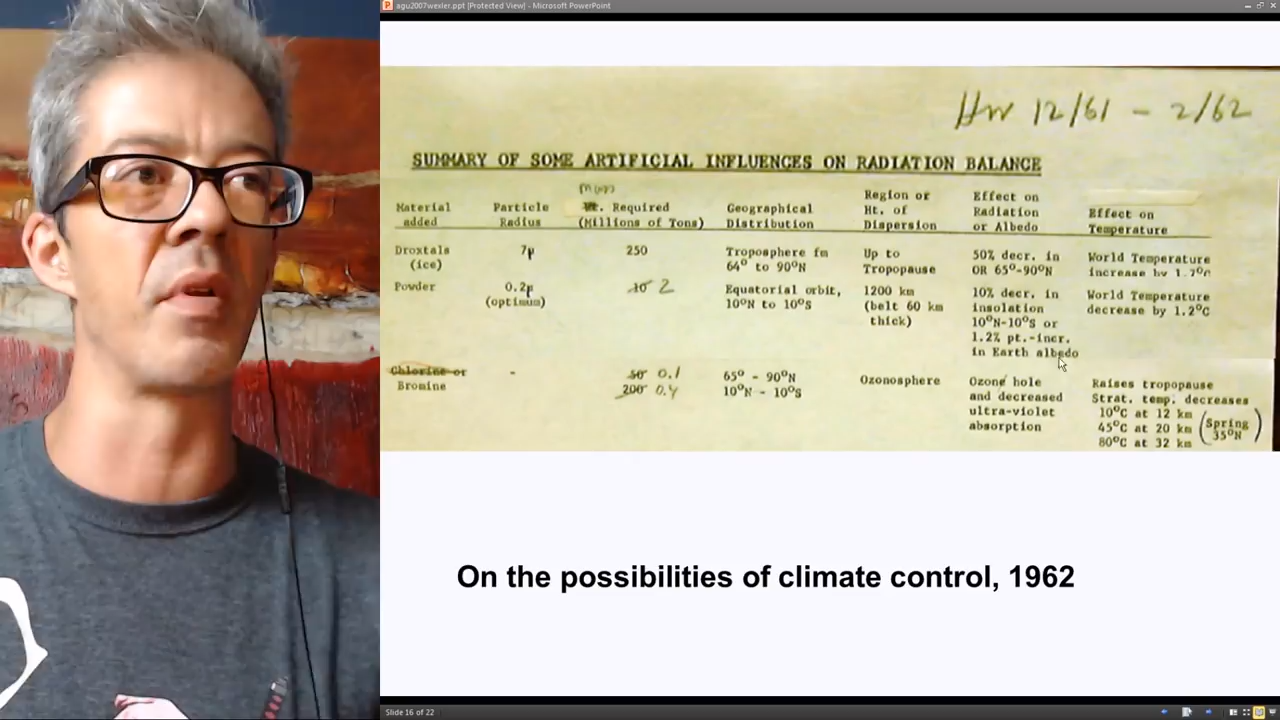 agu2007wexler.ppt [Protected View] - Microsoft PowerPoint
HW 12/61 - 2/62
SUMMARY OF SOME ARTIFICIAL INFLUENCES ON RADIATION BALANCE
Material added
Particle Radius
Required (Millions of Tons)
Geographical Distribution
Region or Ht. of Dispersion
Effect on Radiation or Albedo
Effect on Temperature
Droxtals (ice)
7µ
250
Troposphere fm 64° to 90°N
Up to Tropopause
50% decr. in OR 65°-90°N
World Temperature increase by 1.7°C
Powder
0.2µ (optimum)
10 2
Equatorial orbit, 10°N to 10°S
1200 km (belt 60 km thick)
10% decr. in insolation 10°N-10°S or 1.2% pt.-incr. in Earth albedo
World Temperature decrease by 1.2°C
Chlorine or Bromine
-
50 0.1
200 0.4
65° - 90°N
10°N - 10°S
Ozonosphere
Ozone hole and decreased ultra-violet absorption
Raises tropopause
Strat. temp. decreases
10°C at 12 km
45°C at 20 km
80°C at 32 km
(Spring 35°N)
On the possibilities of climate control, 1962
Slide 16 of 22